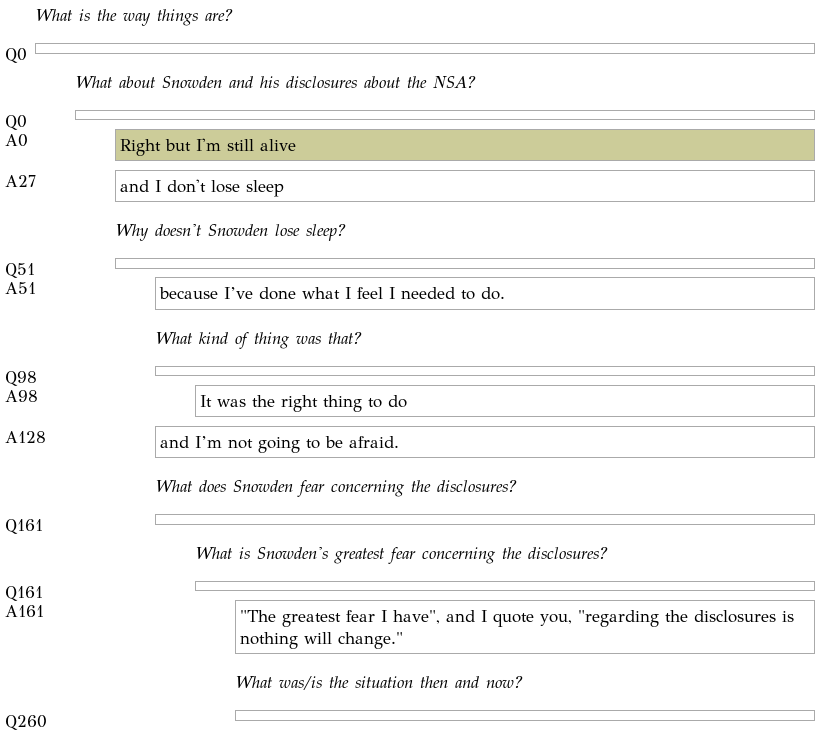 What is the way things are?
Q0
What about Snowden and his disclosures about the NSA?
Q0
A0 Right but I'm still alive
A27 and I don't lose sleep
Why doesn't Snowden lose sleep?
Q51
A51 because I've done what I feel I needed to do.
What kind of thing was that?
Q98
A98 It was the right thing to do
A128 and I'm not going to be afraid.
What does Snowden fear concerning the disclosures?
Q161
What is Snowden's greatest fear concerning the disclosures?
Q161
A161 "The greatest fear I have", and I quote you, "regarding the disclosures is
nothing will change."
What was/is the situation then and now?
Q260